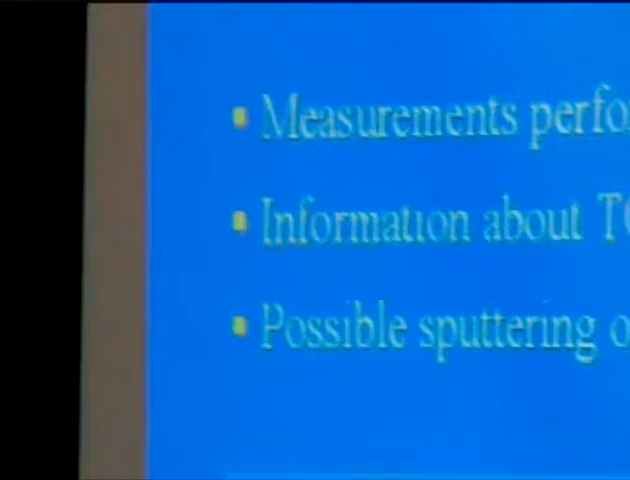 Measurements perfo
Information about T
Possible sputtering o